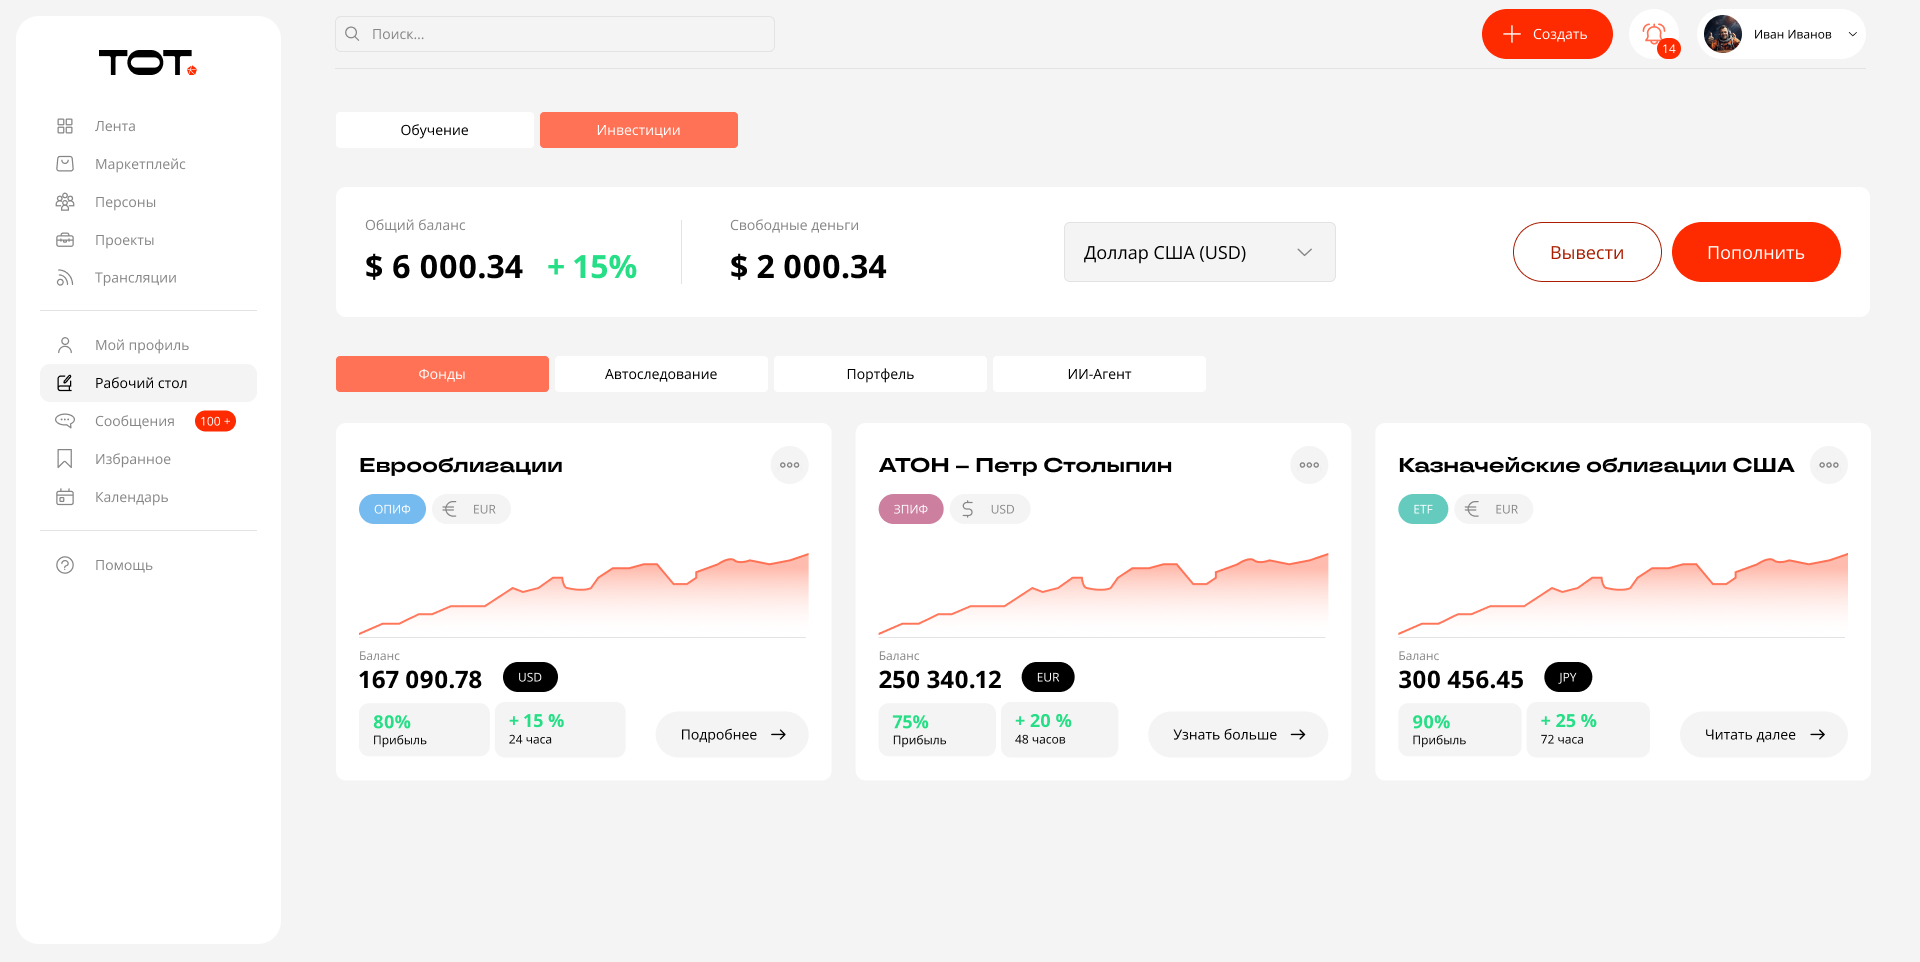 ТОТ.
Лента
Маркетплейс
Персоны
Проекты
Трансляции
Мой профиль
Рабочий стол
Сообщения 100 +
Избранное
Календарь
Помощь
Поиск...
Создать
14
Иван Иванов
Обучение
Инвестиции
Общий баланс
$ 6 000.34 + 15%
Свободные деньги
$ 2 000.34
Доллар США (USD)
Вывести
Пополнить
Фонды
Автоследование
Портфель
ИИ-Агент
Еврооблигации
ОПИФ
€ EUR
Баланс
167 090.78 USD
80%
Прибыль
+ 15 %
24 часа
Подробнее
АТОН – Петр Столыпин
ЗПИФ
$ USD
Баланс
250 340.12 EUR
75%
Прибыль
+ 20 %
48 часов
Узнать больше
Казначейские облигации США
ETF
€ EUR
Баланс
300 456.45 JPY
90%
Прибыль
+ 25 %
72 часа
Читать далее